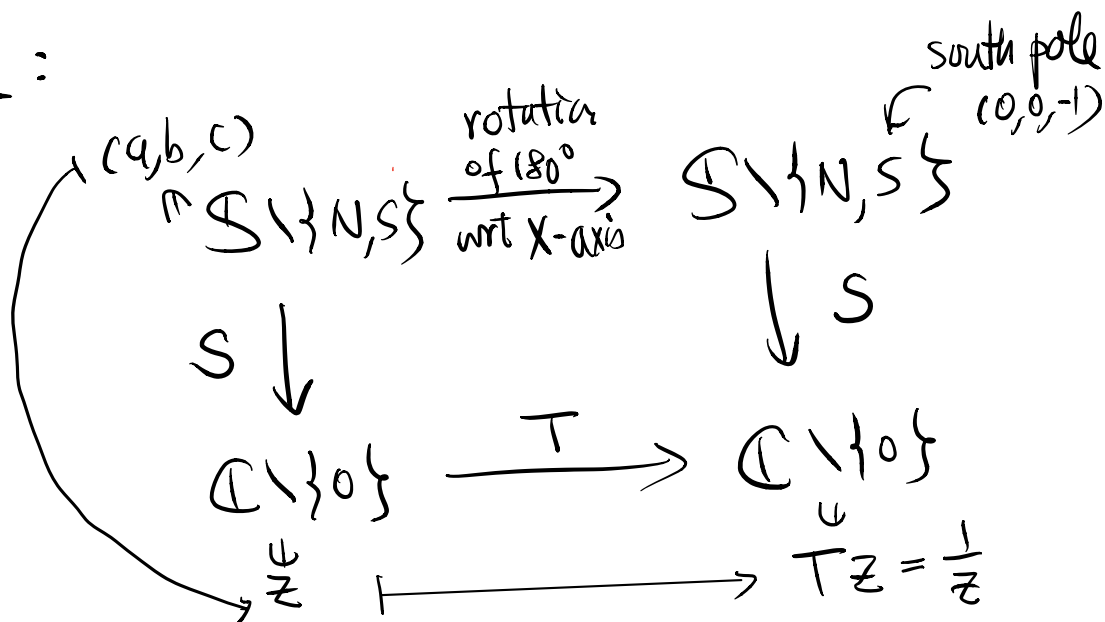 :
south pole
(0,0,-1)
(a,b,c)
rotation
of 180°
wrt X-axis
∈ S\{N,S}
S\{N,S}
S
S
T
ℂ\{0}
ℂ\{0}
z
Tz = 1/z